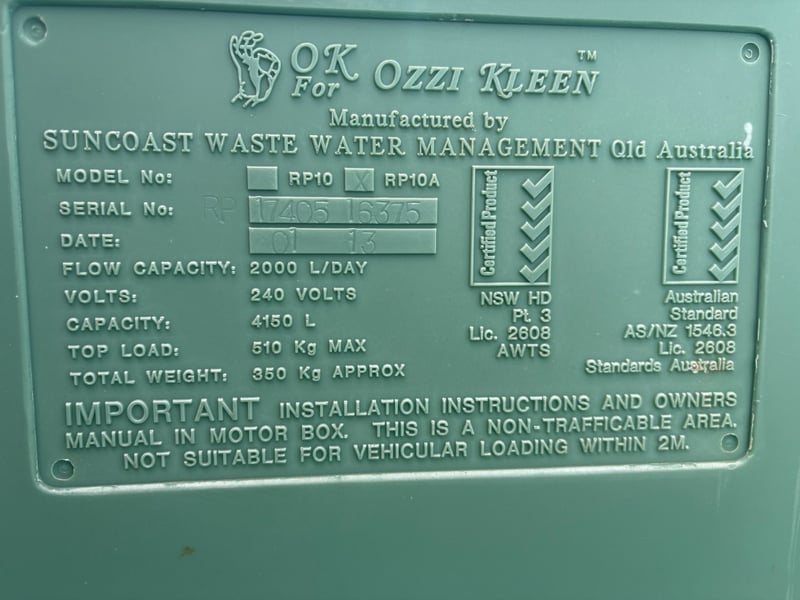 OK For OZZI KLEEN ™
Manufactured by
SUNCOAST WASTE WATER MANAGEMENT Qld Australia
MODEL No: RP10 X RP10A
SERIAL No: RP 17405 16375
DATE: 01 13
FLOW CAPACITY: 2000 L/DAY
VOLTS: 240 VOLTS
CAPACITY: 4150 L
TOP LOAD: 510 Kg MAX
TOTAL WEIGHT: 350 Kg APPROX
Certified Product
NSW HD
Pt. 3
Lic. 2608
AWTS
Certified Product
Australian
Standard
AS/NZ 1546.3
Lic. 2608
Standards Australia
IMPORTANT INSTALLATION INSTRUCTIONS AND OWNERS
MANUAL IN MOTOR BOX. THIS IS A NON-TRAFFICABLE AREA.
NOT SUITABLE FOR VEHICULAR LOADING WITHIN 2M.